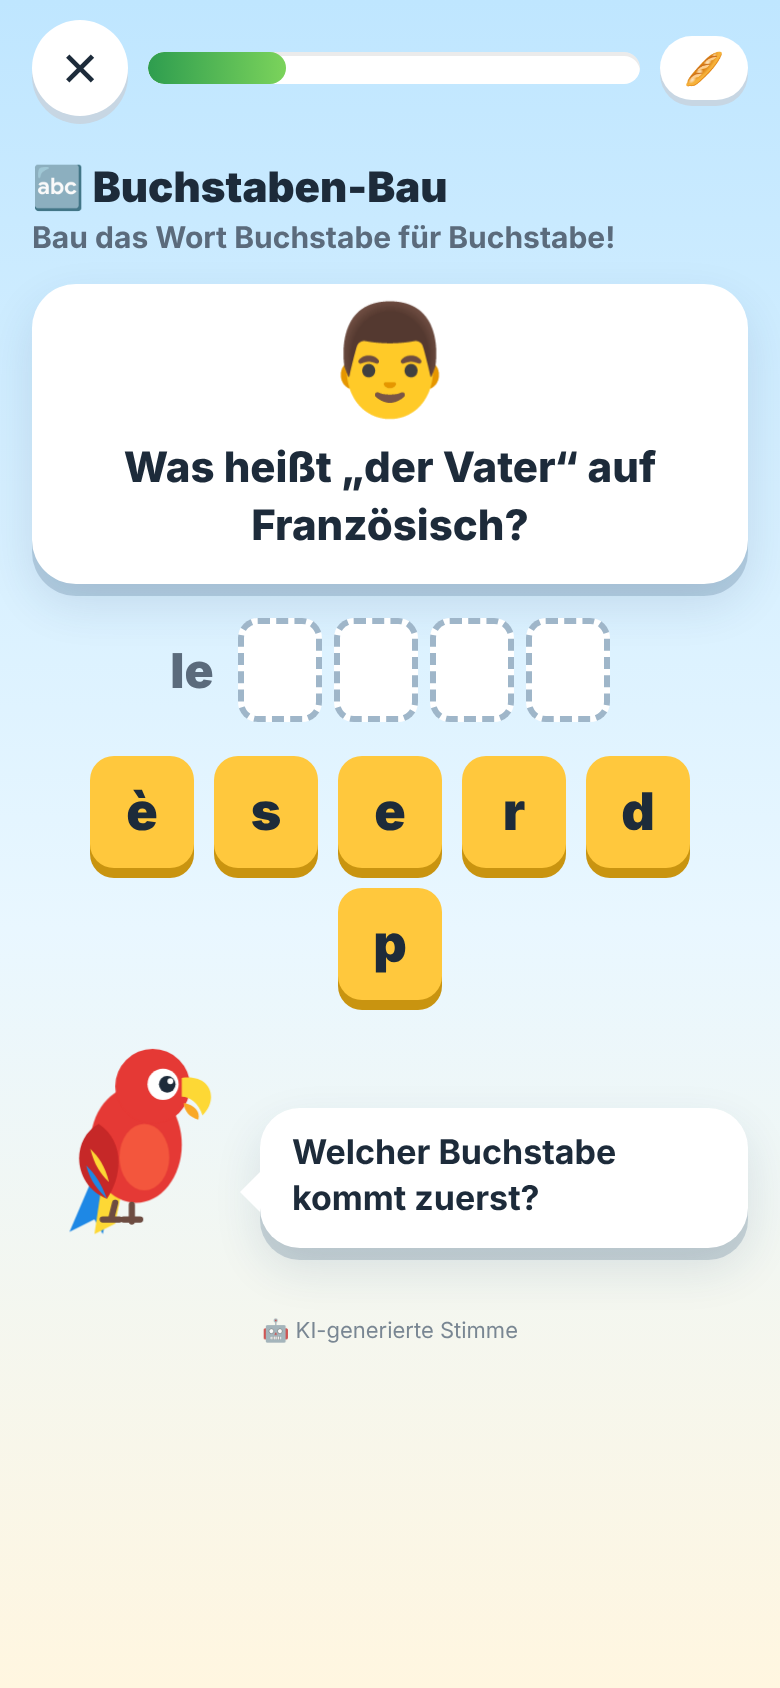 abc Buchstaben-Bau
Bau das Wort Buchstabe für Buchstabe!
Was heißt „der Vater“ auf
Französisch?
le
è s e r d
p
Welcher Buchstabe
kommt zuerst?
KI-generierte Stimme